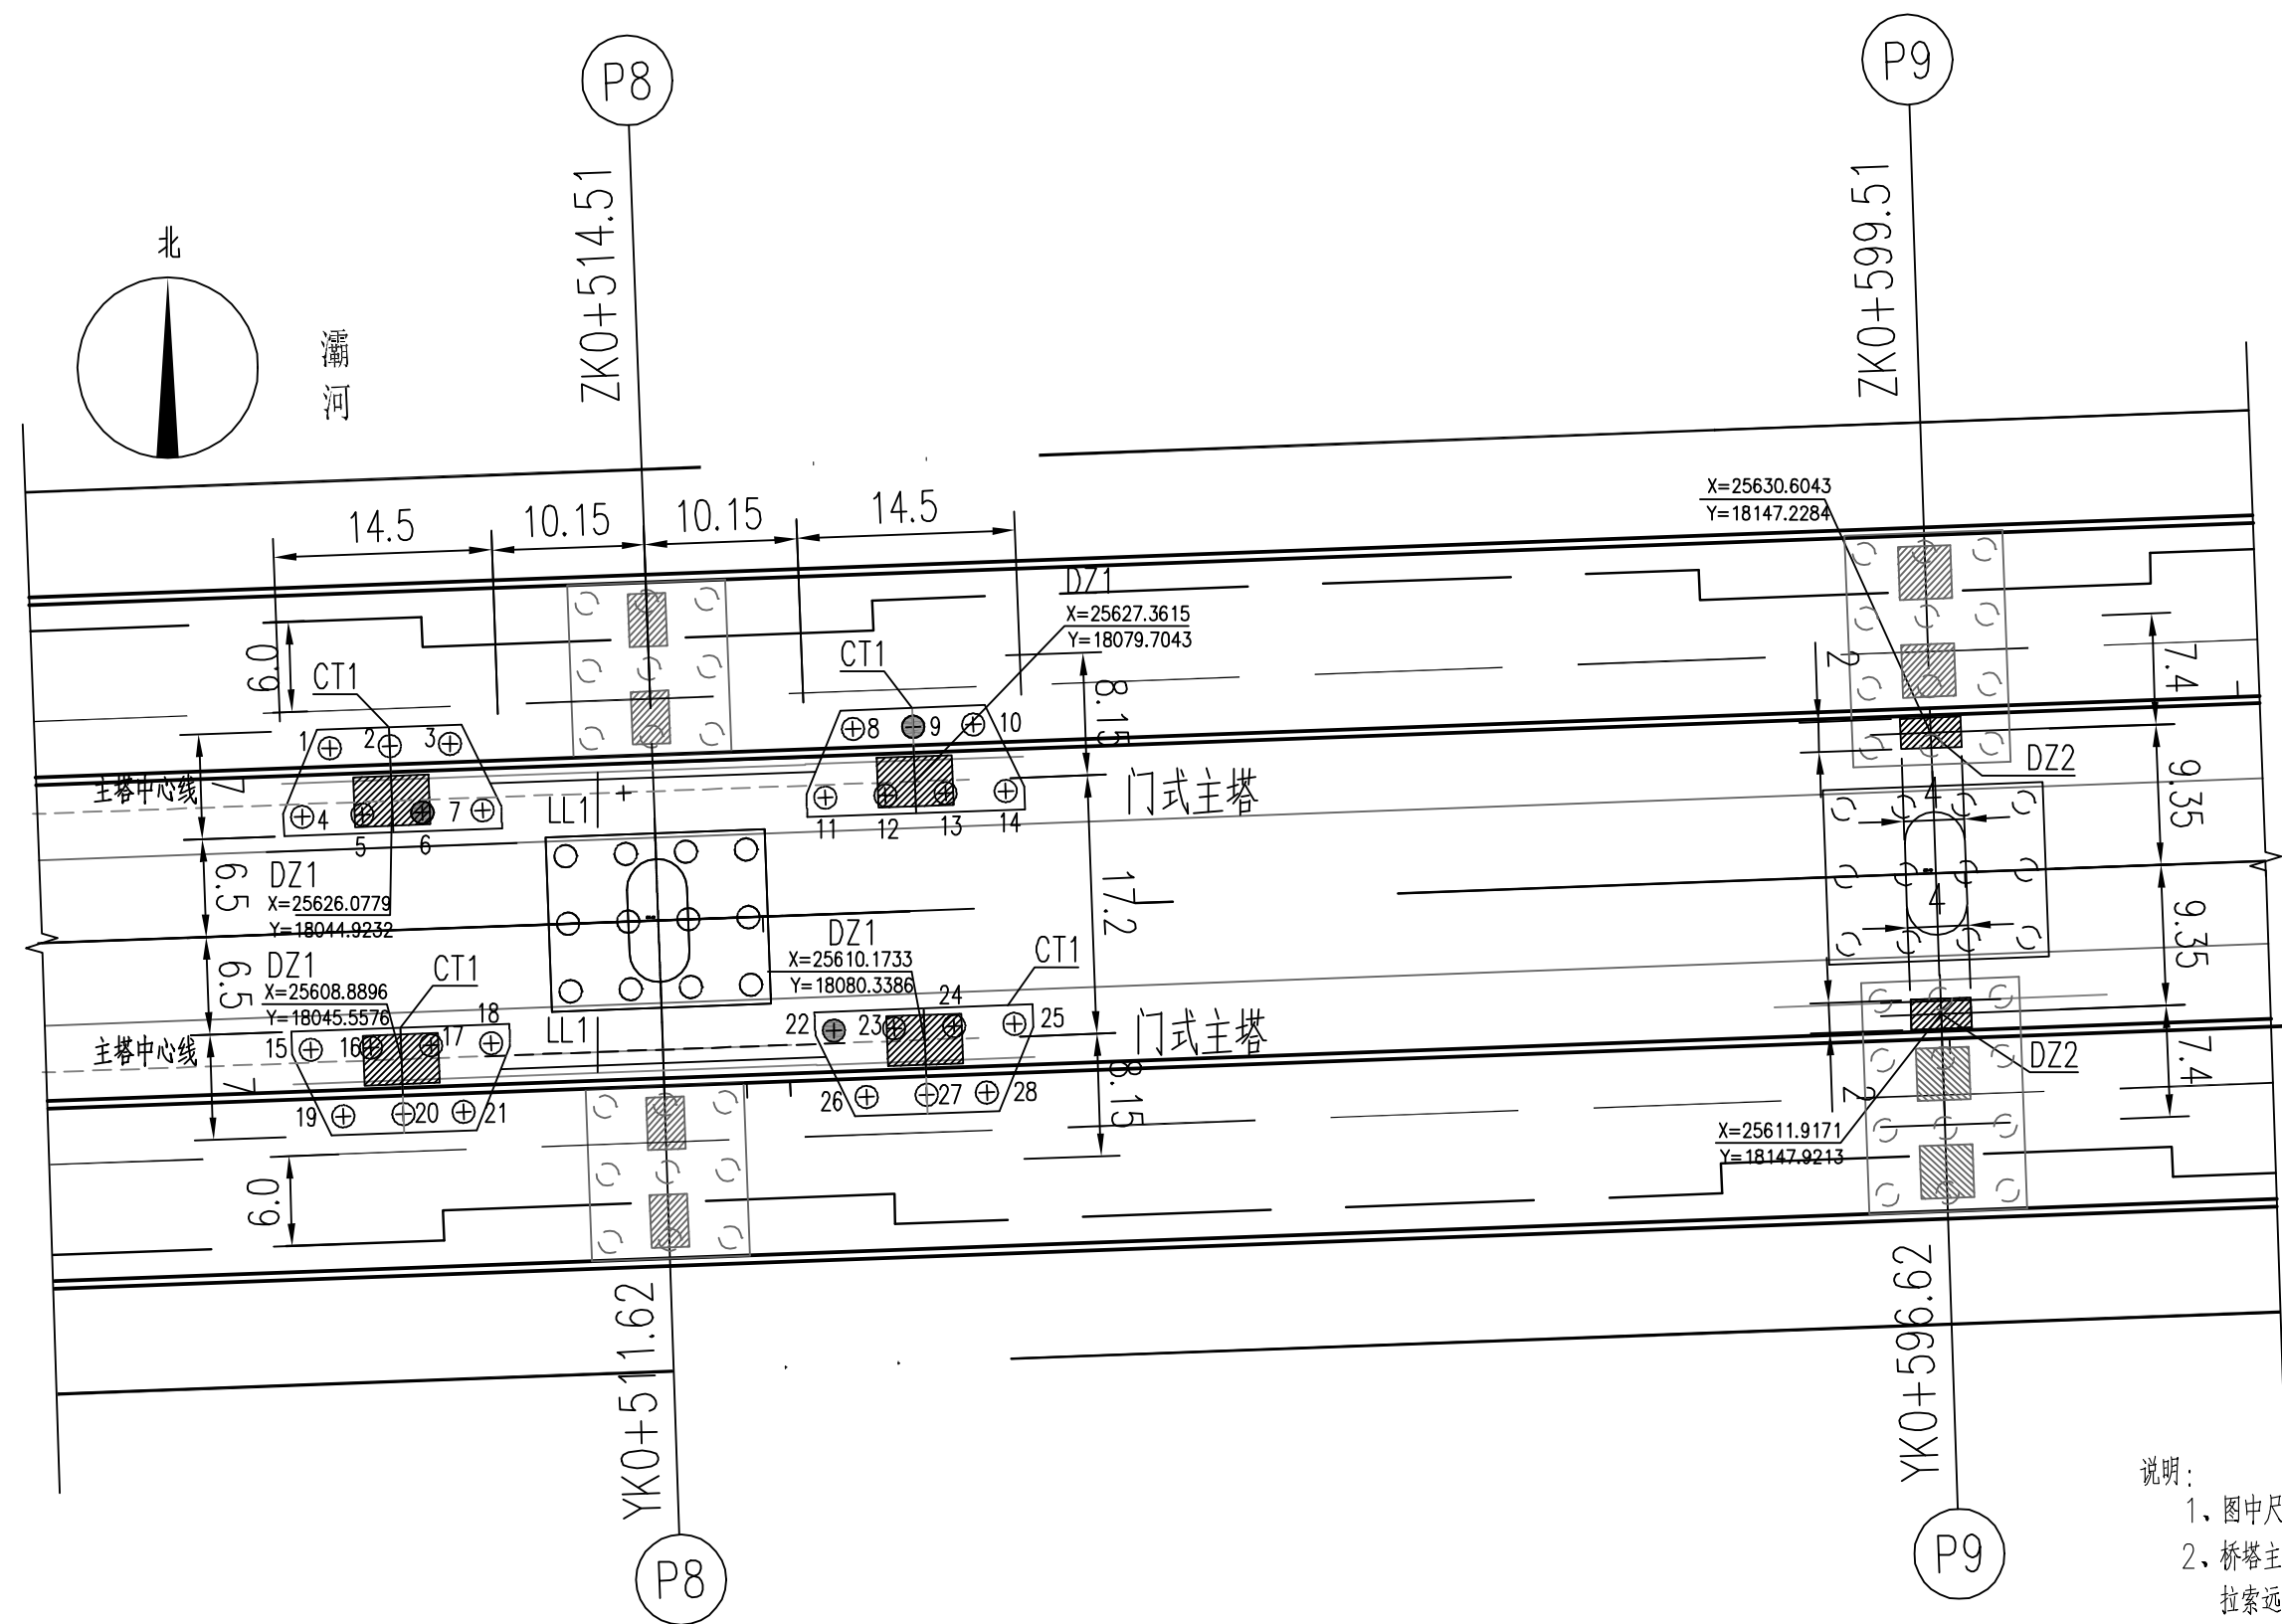 P8
P9
ZK0+514.51
ZK0+599.51
北
灞
河
14.5
10.15
10.15
14.5
X=25630.6043
Y=18147.2284
DZ1
X=25627.3615
Y=18079.7043
6.0
CT1
CT1
8.15
2
7.4
1
2
3
8
9
10
主塔中心线
7
4
5
6
7
LL1
11
12
13
14
门式主塔
DZ2
4
9.35
6.5
DZ1
X=25626.0779
Y=18044.9232
17.2
4
6.5
DZ1
X=25608.8896
Y=18045.5576
CT1
DZ1
X=25610.1733
Y=18080.3386
CT1
9.35
主塔中心线
15
16
17
18
LL1
22
23
24
25
门式主塔
DZ2
7
19
20
21
26
27
28
8.15
2
7.4
X=25611.9171
Y=18147.9213
6.0
YK0+511.62
YK0+596.62
P8
P9
说明：
1、图中尺
2、桥塔主
拉索远